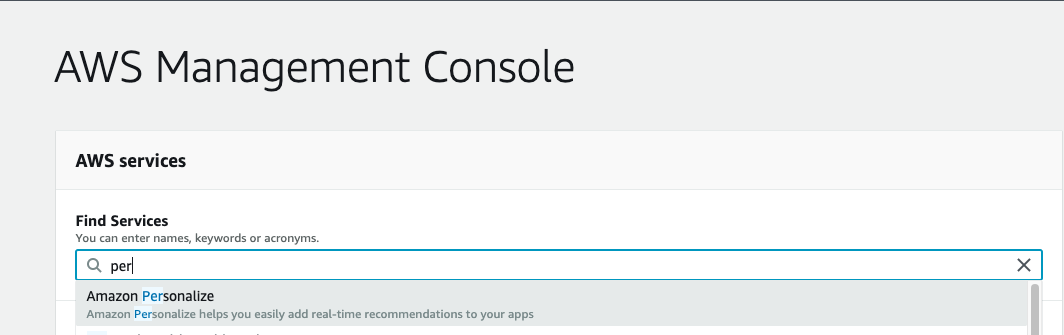 AWS Management Console
AWS services
Find Services
You can enter names, keywords or acronyms.
per
Amazon Personalize
Amazon Personalize helps you easily add real-time recommendations to your apps